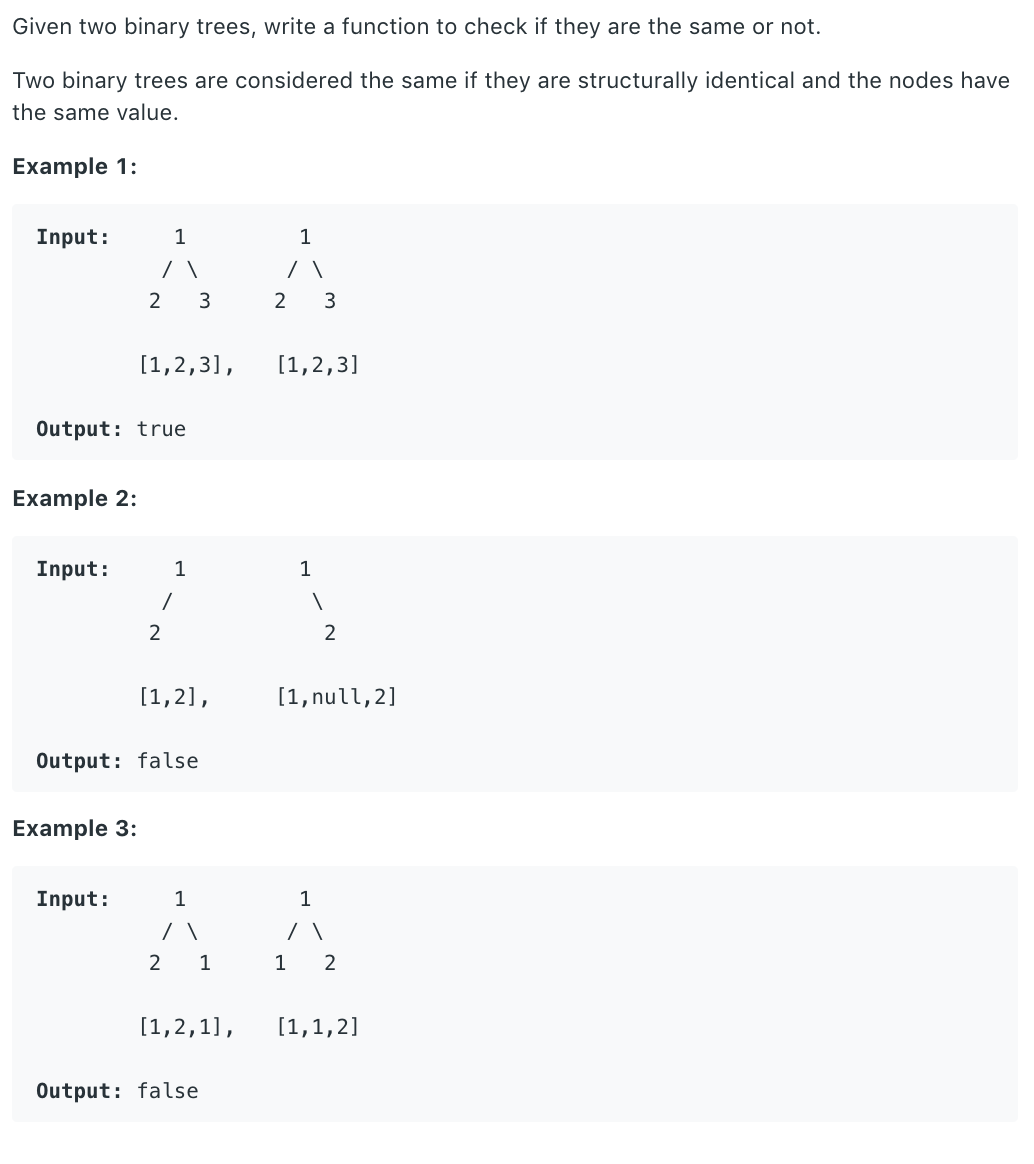 Given two binary trees, write a function to check if they are the same or not.
Two binary trees are considered the same if they are structurally identical and the nodes have
the same value.
Example 1:
Input:     1         1
          / \       / \
         2   3     2   3
        [1,2,3],   [1,2,3]
Output: true
Example 2:
Input:     1         1
          /           \
         2             2
        [1,2],     [1,null,2]
Output: false
Example 3:
Input:     1         1
          / \       / \
         2   1     1   2
        [1,2,1],   [1,1,2]
Output: false